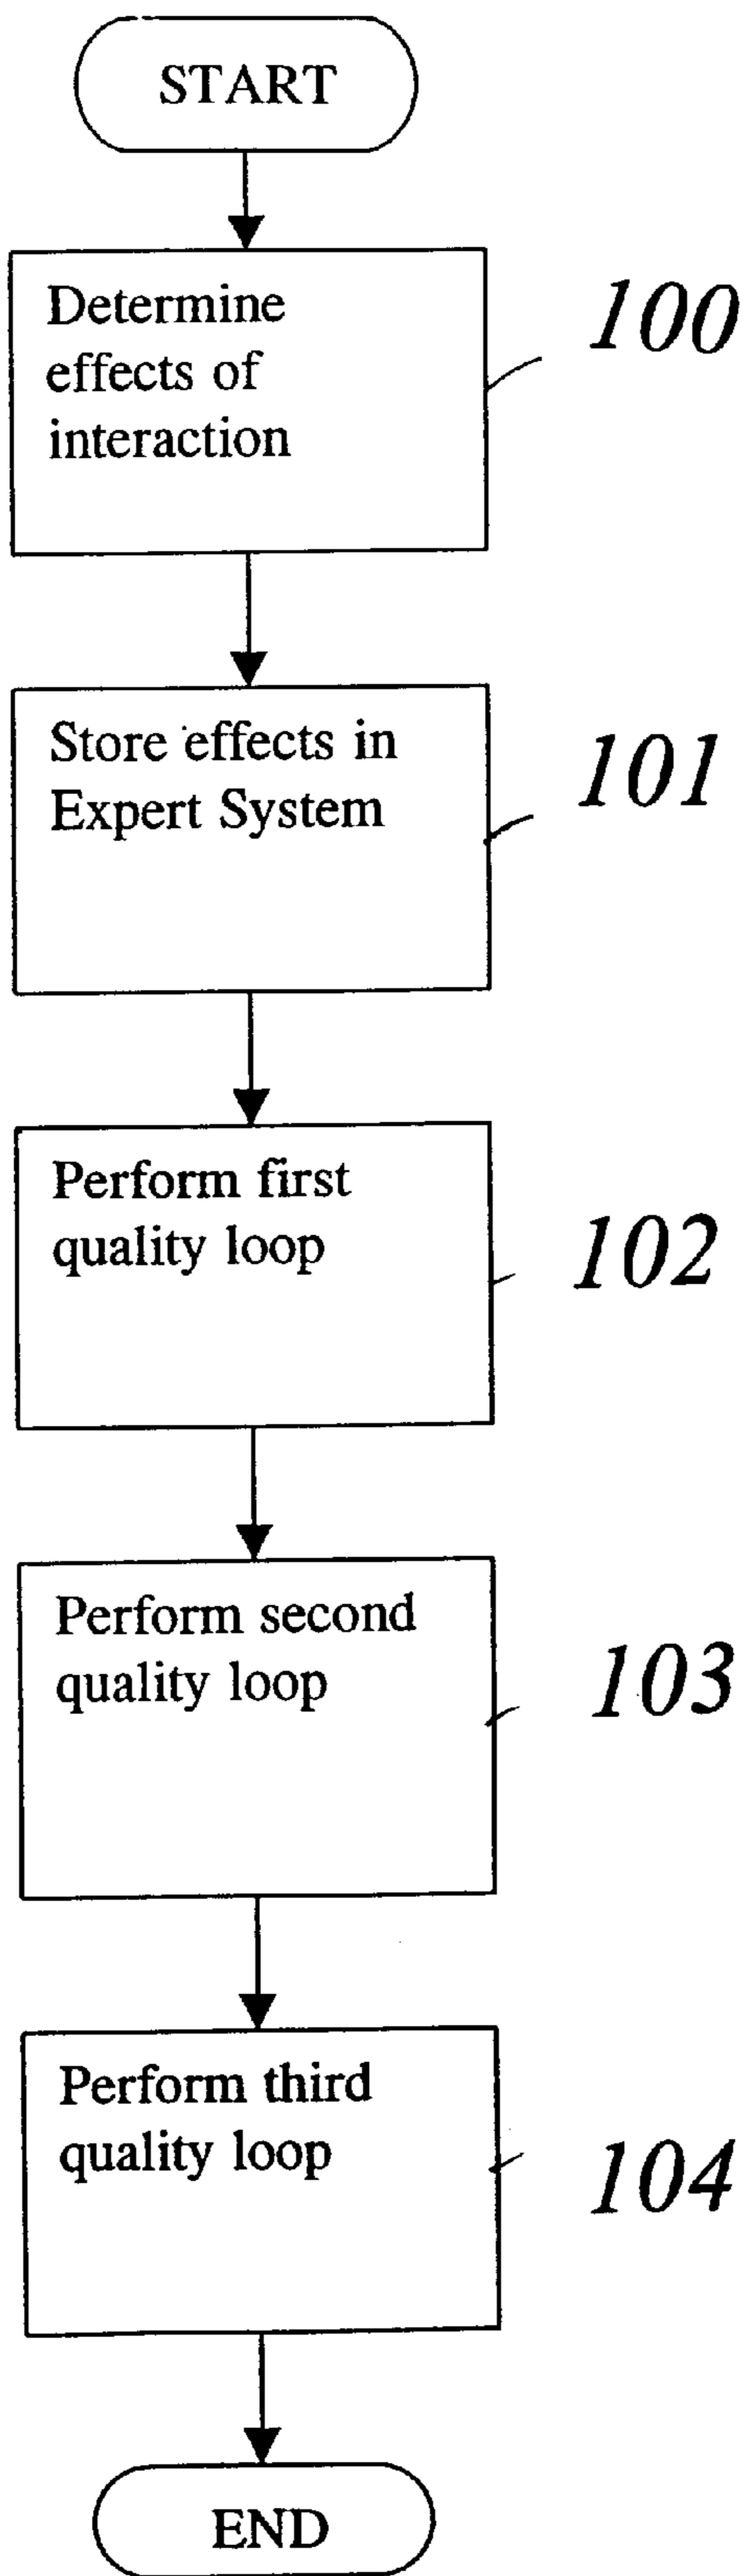 START
Determine
effects of
interaction
100
Store effects in
Expert System
101
Perform first
quality loop
102
Perform second
quality loop
103
Perform third
quality loop
104
END